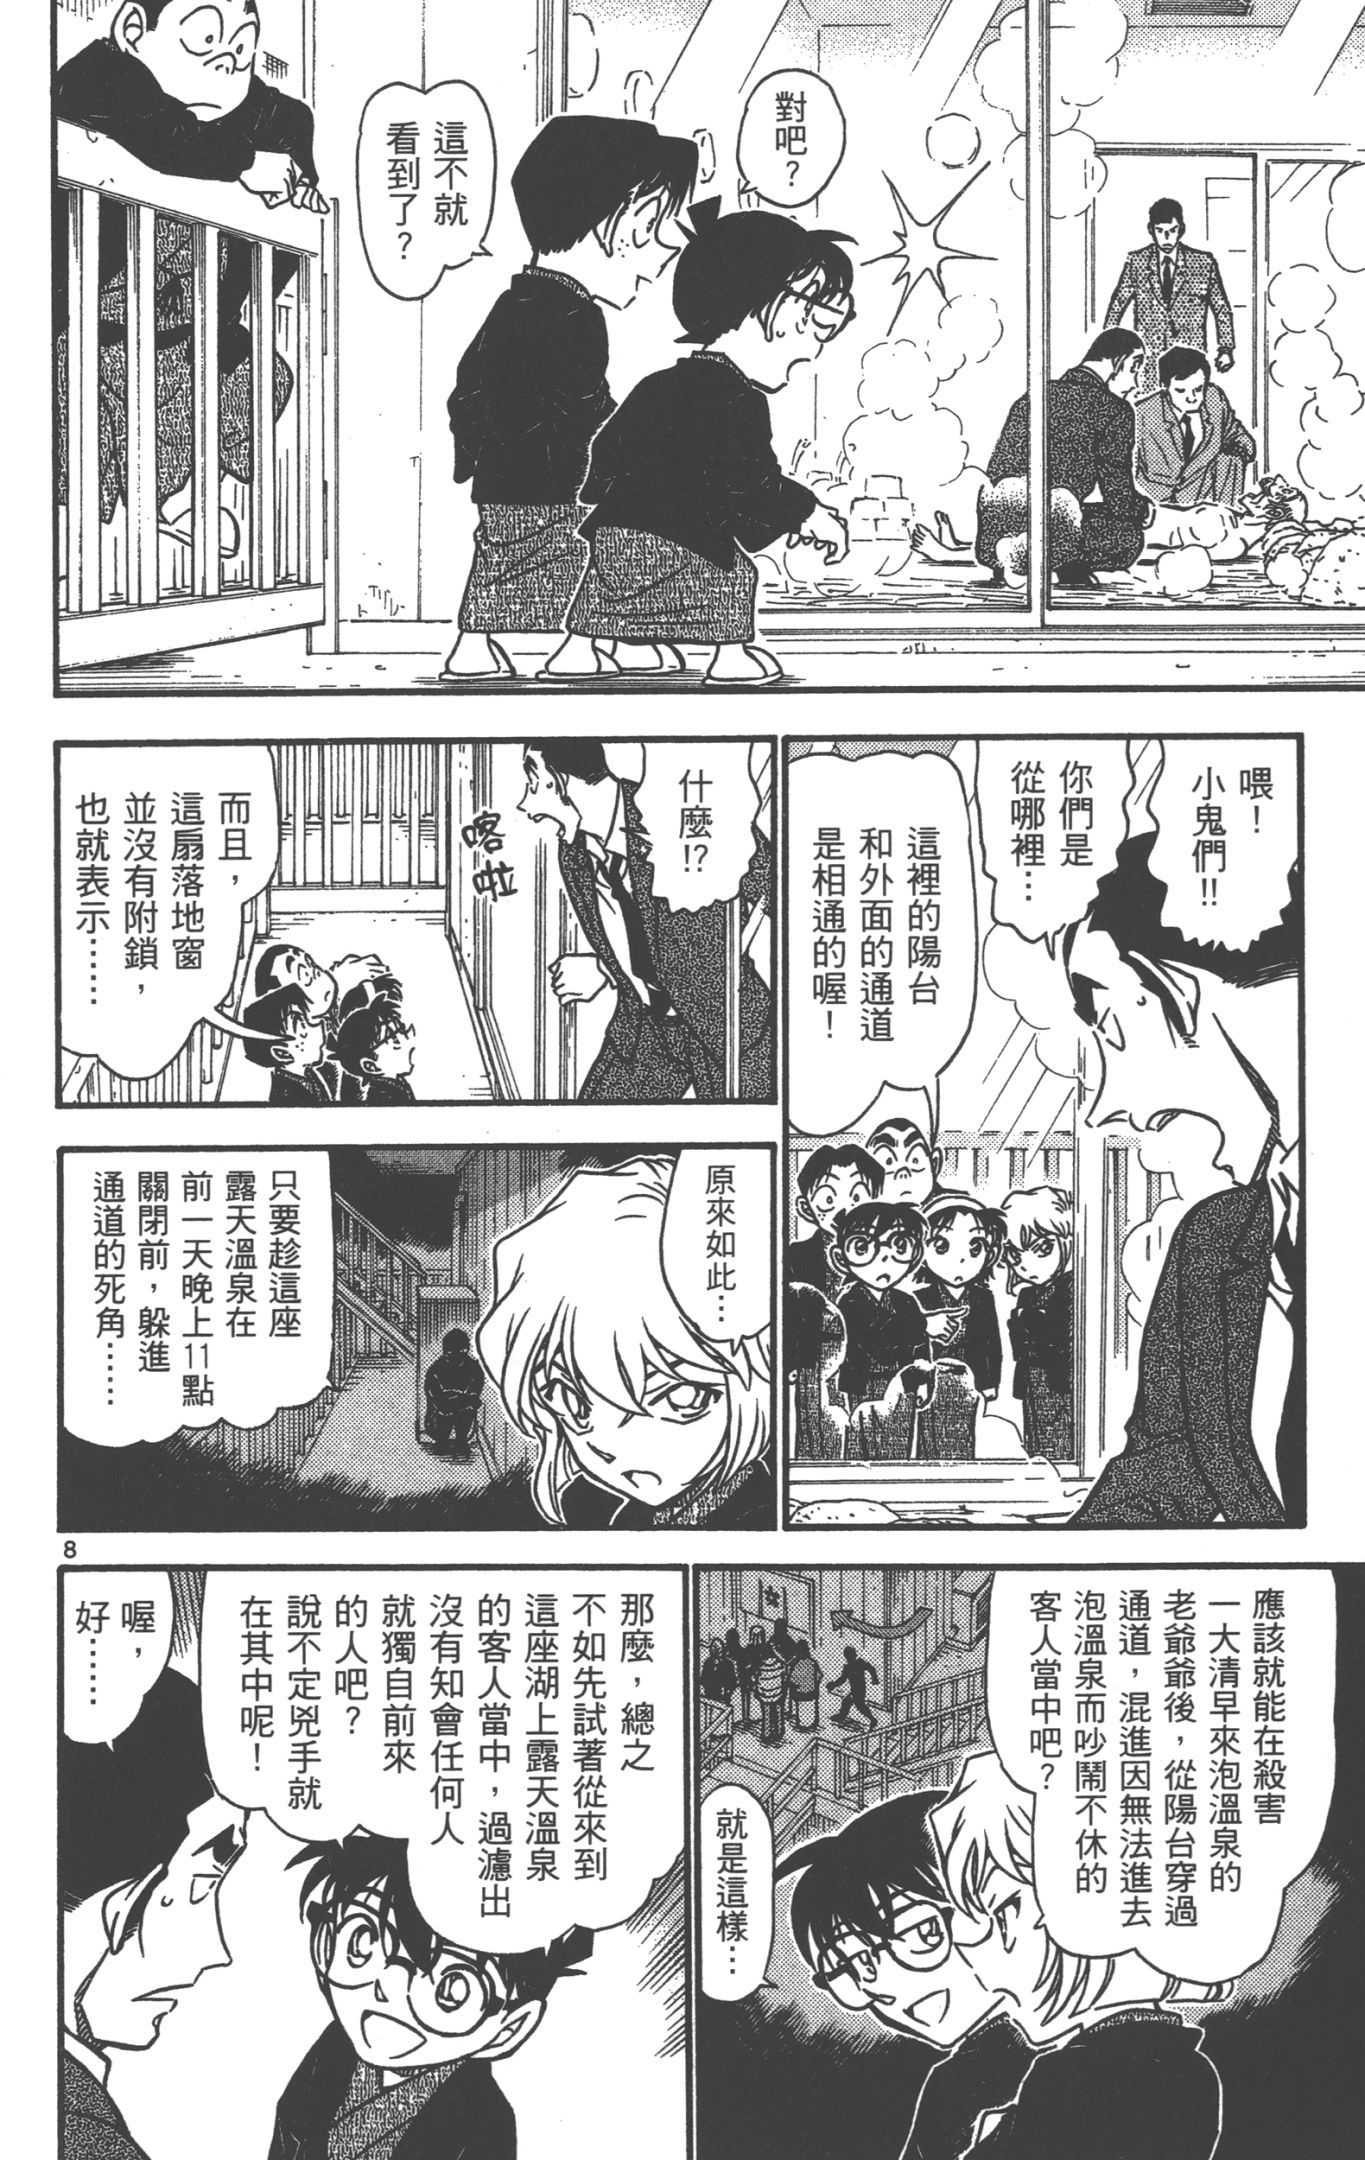 對吧？
這不就
看到了？
喂！
小鬼們!!
你們是
從哪裡…
這裡的陽台
和外面的通道
是相通的喔！
什麼!?
喀啦
而且，
這扇落地窗
並沒有附鎖，
也就表示……
原來如此…
只要趁這座
露天溫泉在
前一天晚上11點
關閉前，躲進
通道的死角……
8
應該就能在殺害
一大清早來泡溫泉的
老爺爺後，從陽台穿過
通道，混進因無法進去
泡溫泉而吵鬧不休的
客人當中吧？
就是這樣…
那麼，總之
不如先試著從來到
這座湖上露天溫泉
的客人當中，過濾出
沒有知會任何人
就獨自前來
的人吧？
說不定兇手就
在其中呢！
喔，
好……